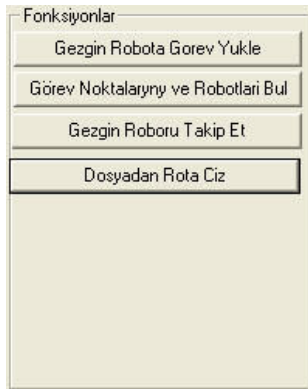 Fonksiyonlar
Gezgin Robota Gorev Yukle
Görev Noktalaryny ve Robotlari Bul
Gezgin Roboru Takip Et
Dosyadan Rota Ciz